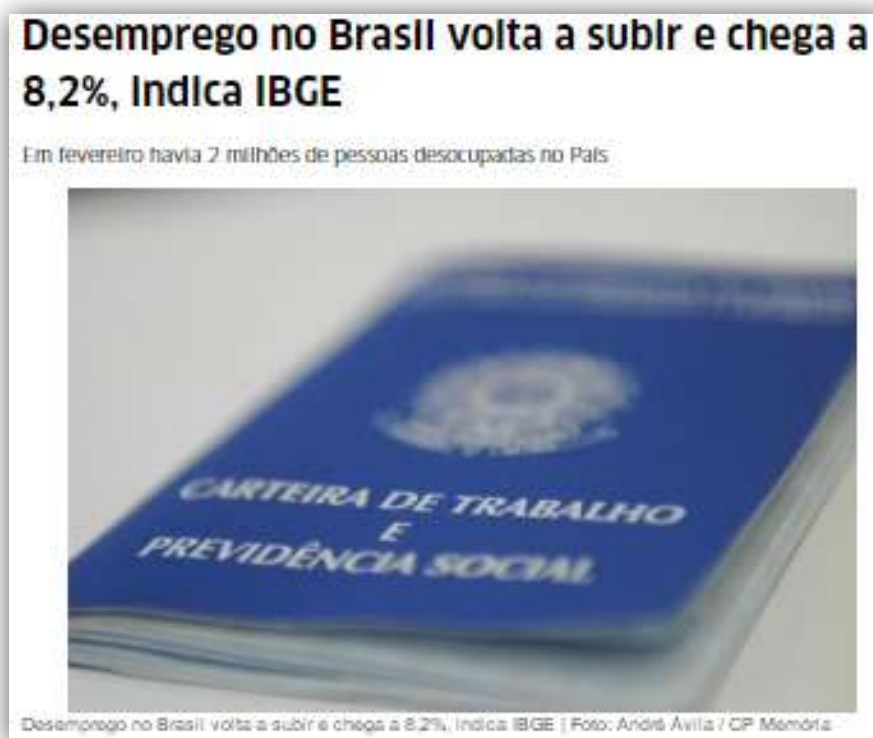 Desemprego no Brasil volta a subir e chega a
8,2%, indica IBGE
Em fevereiro havia 2 milhões de pessoas desocupadas no País
CARTEIRA DE TRABALHO
E
PREVIDÊNCIA SOCIAL
Desemprego no Brasil volta a subir e chega a 8,2%, indica IBGE | Foto: André Ávila / CP Memória